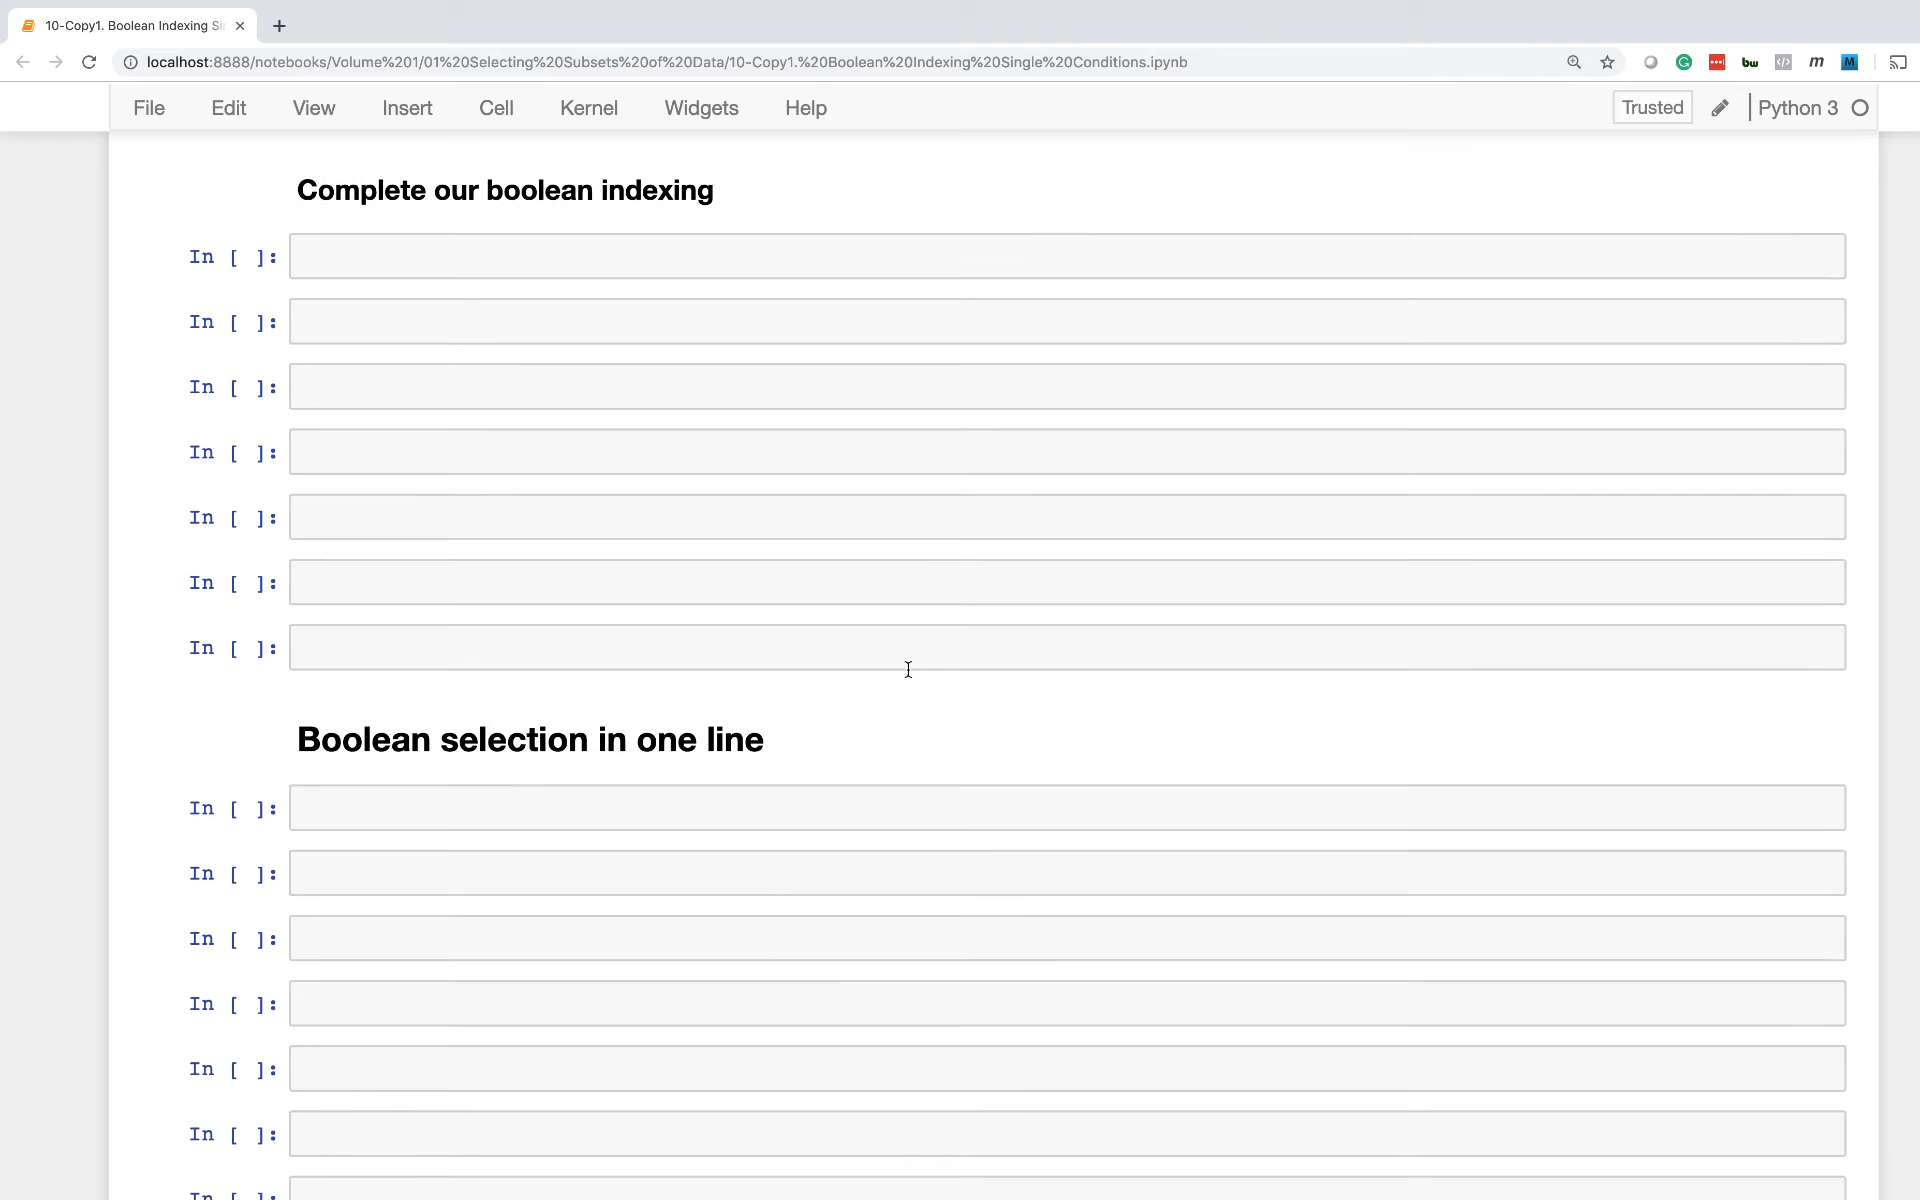 10-Copy1. Boolean Indexing
localhost:8888/notebooks/Volume%201/01%20Selecting%20Subsets%20of%20Data/10-Copy1.%20Boolean%20Indexing%20Single%20Conditions.ipynb
bw </> m M
File Edit View Insert Cell Kernel Widgets Help Trusted Python 3
Complete our boolean indexing
In [ ]:
In [ ]:
In [ ]:
In [ ]:
In [ ]:
In [ ]:
In [ ]:
Boolean selection in one line
In [ ]:
In [ ]:
In [ ]:
In [ ]:
In [ ]:
In [ ]:
In [ ]: